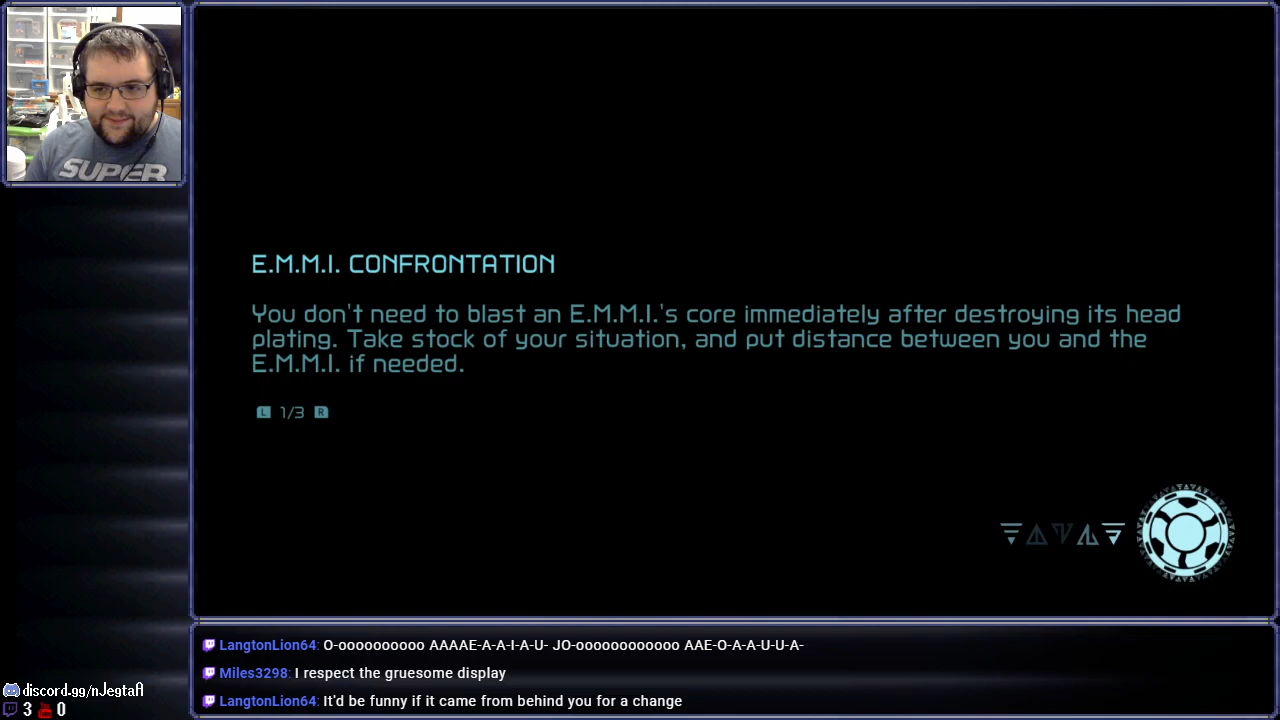 SUPER
E.M.M.I. CONFRONTATION
You don't need to blast an E.M.M.I.'s core immediately after destroying its head
plating. Take stock of your situation, and put distance between you and the
E.M.M.I. if needed.
L 1/3 R
LangtonLion64: O-oooooooooo AAAAE-A-A-I-A-U- JO-oooooooooooo AAE-O-A-A-U-U-A-
Miles3298: I respect the gruesome display
LangtonLion64: It'd be funny if it came from behind you for a change
discord.gg/nJegtaA
3 0